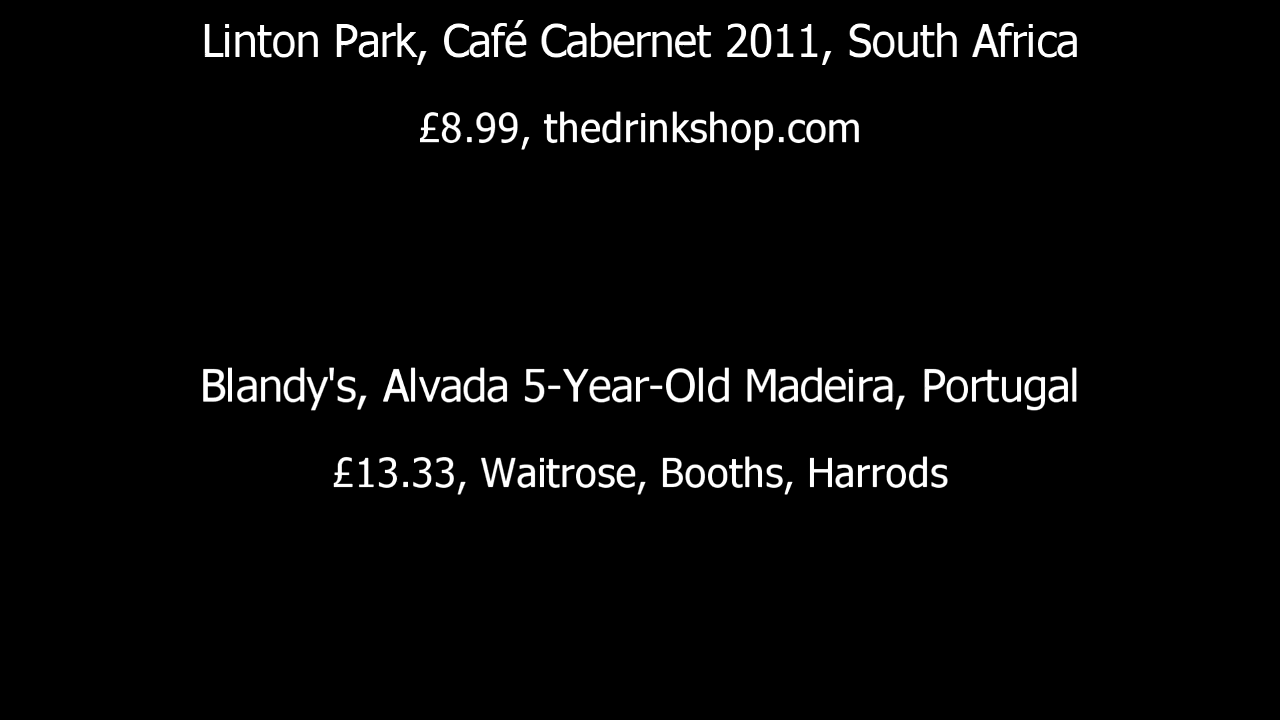 Linton Park, Café Cabernet 2011, South Africa
£8.99, thedrinkshop.com
Blandy's, Alvada 5-Year-Old Madeira, Portugal
£13.33, Waitrose, Booths, Harrods